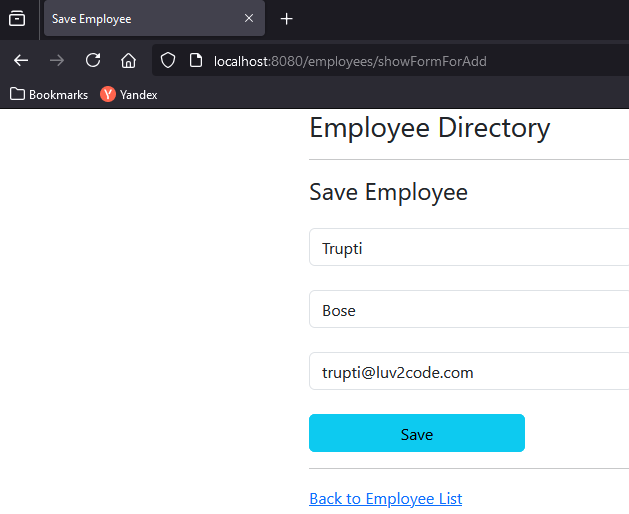 Save Employee
localhost:8080/employees/showFormForAdd
Bookmarks Yandex
Employee Directory
Save Employee
Trupti
Bose
trupti@luv2code.com
Save
Back to Employee List